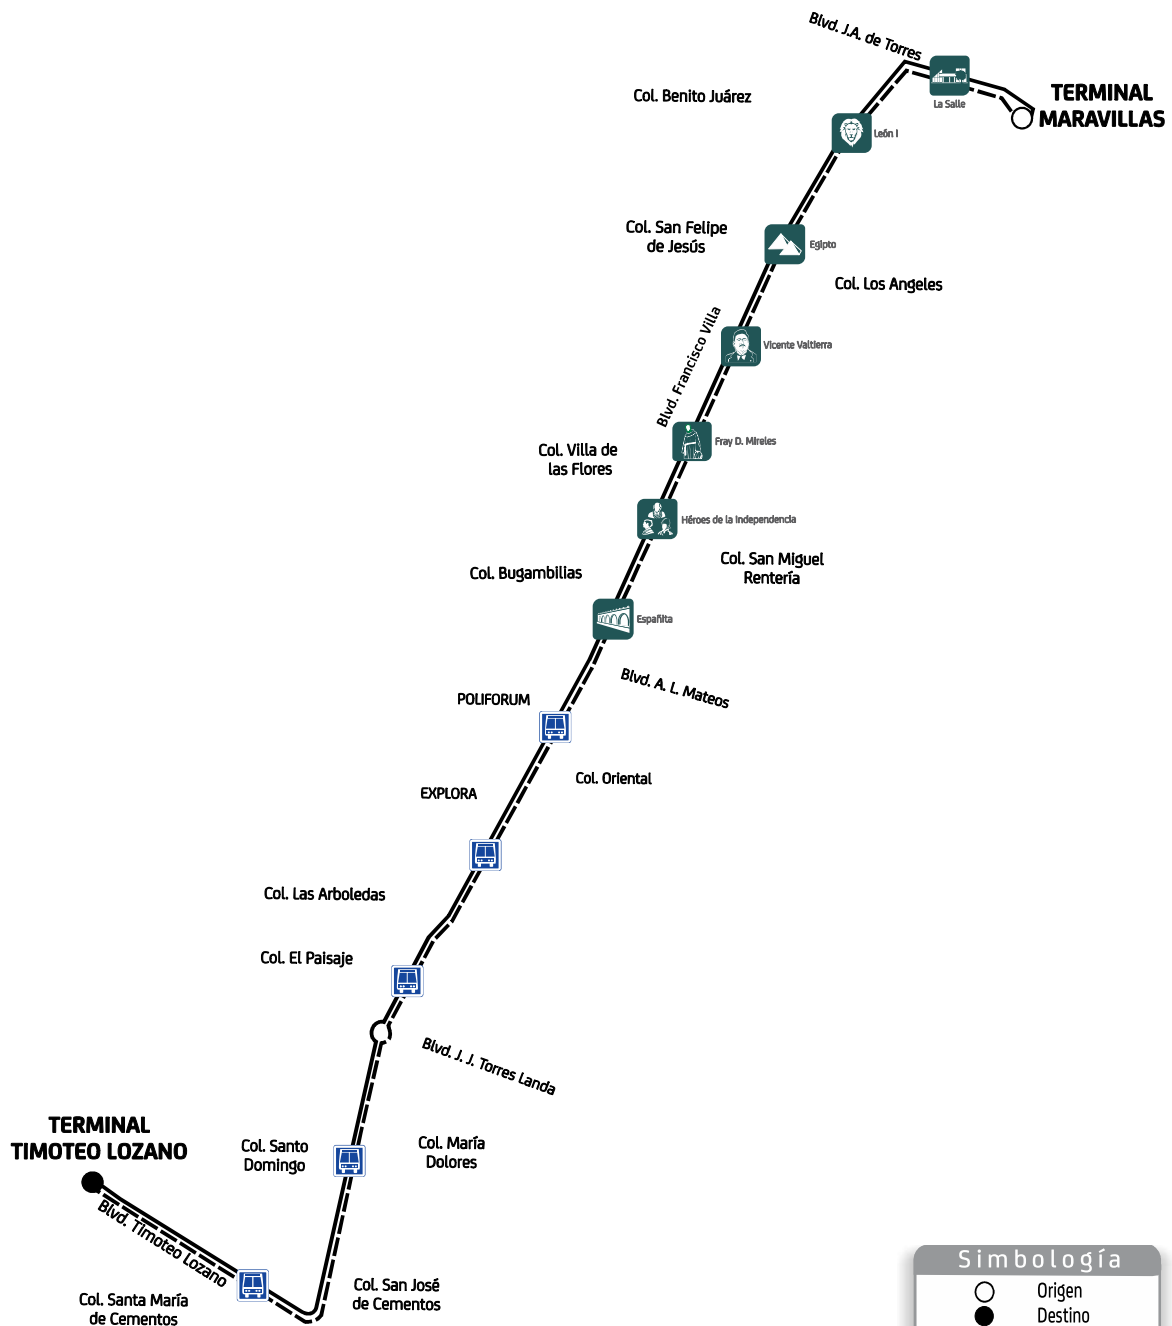 Blvd. J.A. de Torres
Col. Benito Juárez
TERMINAL
MARAVILLAS
La Salle
León I
Col. San Felipe
de Jesús
Egipto
Col. Los Angeles
Blvd. Francisco Villa
Vicente Valtierra
Fray D. Mireles
Col. Villa de
las Flores
Héroes de la Independencia
Col. San Miguel
Rentería
Col. Bugambilias
Españita
Blvd. A. L. Mateos
POLIFORUM
Col. Oriental
EXPLORA
Col. Las Arboledas
Col. El Paisaje
Blvd. J. J. Torres Landa
TERMINAL
TIMOTEO LOZANO
Col. Santo
Domingo
Col. María
Dolores
Blvd. Timoteo Lozano
Col. San José
de Cementos
Col. Santa María
de Cementos
Simbología
Origen
Destino